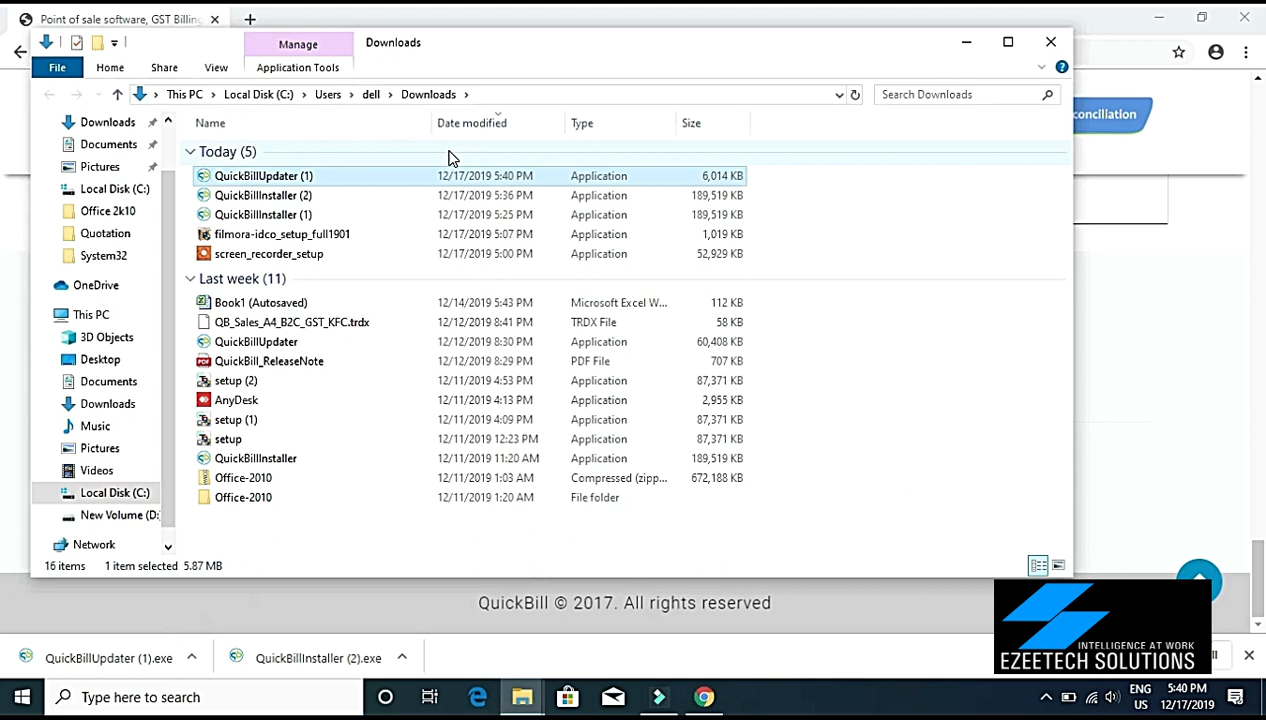 Point of sale software, GST Billing
Manage
Downloads
File
Home
Share
View
Application Tools
This PC
Local Disk (C:)
Users
dell
Downloads
Search Downloads
conciliation
Downloads
Documents
Pictures
Local Disk (C:)
Office 2k10
Quotation
System32
OneDrive
This PC
3D Objects
Desktop
Documents
Downloads
Music
Pictures
Videos
Local Disk (C:)
New Volume (D:
Network
Name Date modified Type Size
Today (5)
QuickBillUpdater (1) 12/17/2019 5:40 PM Application 6,014 KB
QuickBillInstaller (2) 12/17/2019 5:36 PM Application 189,519 KB
QuickBillInstaller (1) 12/17/2019 5:25 PM Application 189,519 KB
filmora-idco_setup_full1901 12/17/2019 5:07 PM Application 1,019 KB
screen_recorder_setup 12/17/2019 5:00 PM Application 52,929 KB
Last week (11)
Book1 (Autosaved) 12/14/2019 5:43 PM Microsoft Excel W... 112 KB
QB_Sales_A4_B2C_GST_KFC.trdx 12/12/2019 8:41 PM TRDX File 58 KB
QuickBillUpdater 12/12/2019 8:30 PM Application 60,408 KB
QuickBill_ReleaseNote 12/12/2019 8:29 PM PDF File 707 KB
setup (2) 12/11/2019 4:53 PM Application 87,371 KB
AnyDesk 12/11/2019 4:13 PM Application 2,955 KB
setup (1) 12/11/2019 4:09 PM Application 87,371 KB
setup 12/11/2019 12:23 PM Application 87,371 KB
QuickBillInstaller 12/11/2019 11:20 AM Application 189,519 KB
Office-2010 12/11/2019 1:03 AM Compressed (zipp... 672,188 KB
Office-2010 12/11/2019 1:20 AM File folder
16 items 1 item selected 5.87 MB
QuickBill © 2017. All rights reserved
INTELLIGENCE AT WORK
EZEETECH SOLUTIONS
QuickBillUpdater (1).exe
QuickBillInstaller (2).exe
Type here to search
ENG
US
5:40 PM
12/17/2019